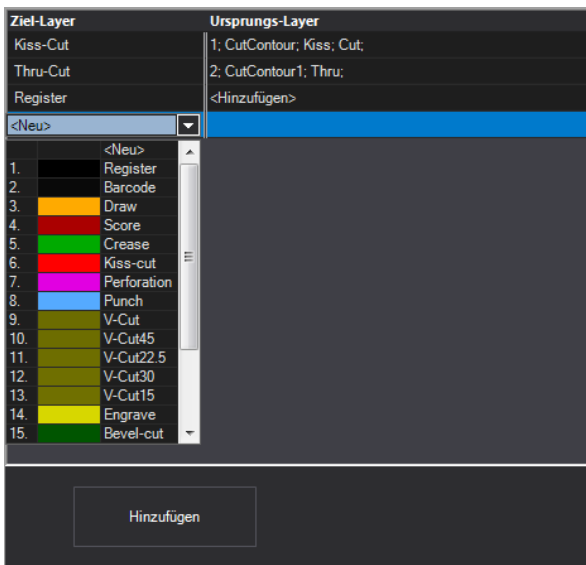 Ziel-Layer Ursprungs-Layer
Kiss-Cut 1; CutContour; Kiss; Cut;
Thru-Cut 2; CutContour1; Thru;
Register <Hinzufügen>
<Neu>
<Neu>
1. Register
2. Barcode
3. Draw
4. Score
5. Crease
6. Kiss-cut
7. Perforation
8. Punch
9. V-Cut
10. V-Cut45
11. V-Cut22.5
12. V-Cut30
13. V-Cut15
14. Engrave
15. Bevel-cut
Hinzufügen